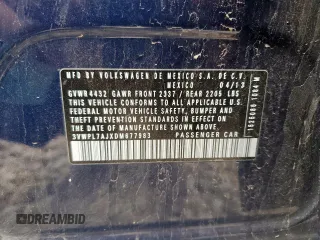 MFD BY VOLKSWAGEN DE MEXICO S.A. DE C.V.
MEXICO 04/13
GVWR 4432 GAWR FRONT 2337 / REAR 2205 LBS
THIS VEHICLE CONFORMS TO ALL APPLICABLE U.S.
FEDERAL MOTOR VEHICLE SAFETY, BUMPER AND
THEFT PREVENTION STANDARDS IN EFFECT ON THE
DATE OF MANUFACTURE SHOWN ABOVE.
3VWPL7AJXDM677983 PASSENGER CAR
DREAMBID